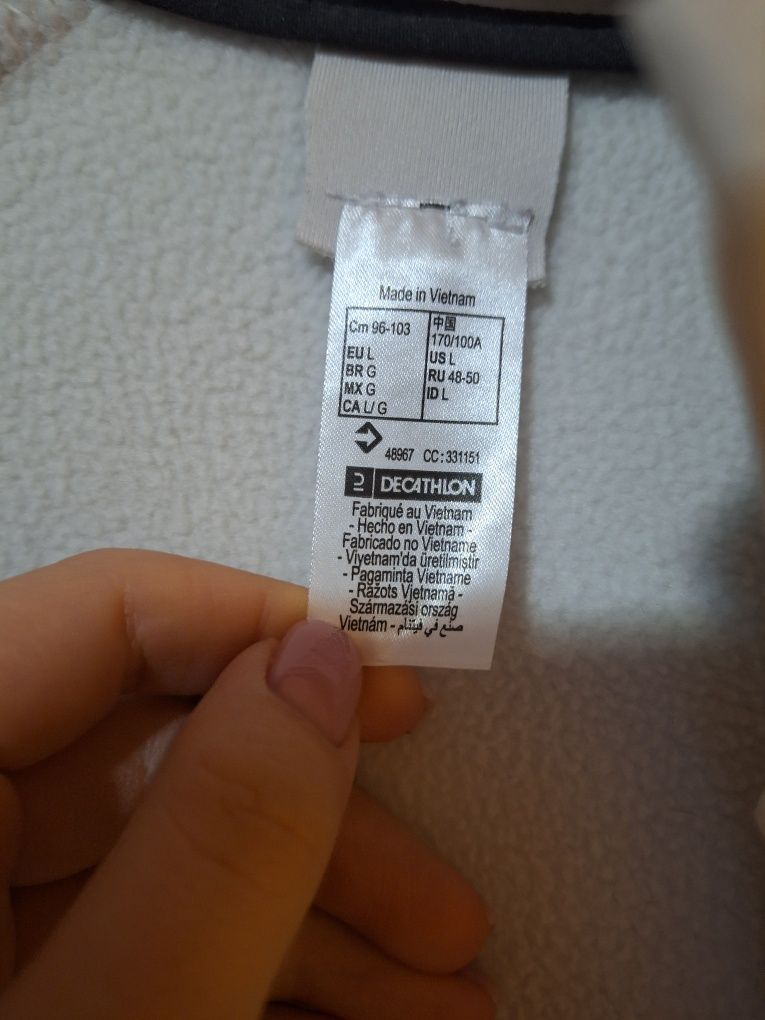 Made in Vietnam
Cm 96-103
EU L
BR G
MX G
CA L/ G
中国
170/100A
US L
RU 48-50
ID L
48967 CC : 331151
DECATHLON
Fabriqué au Vietnam
- Hecho en Vietnam -
Fabricado no Vietname
- Viyetnam'da üretilmiştir
- Pagaminta Vietname
- Ražots Vjetnamā -
Származási ország
Vietnám - صنع في فيتنام